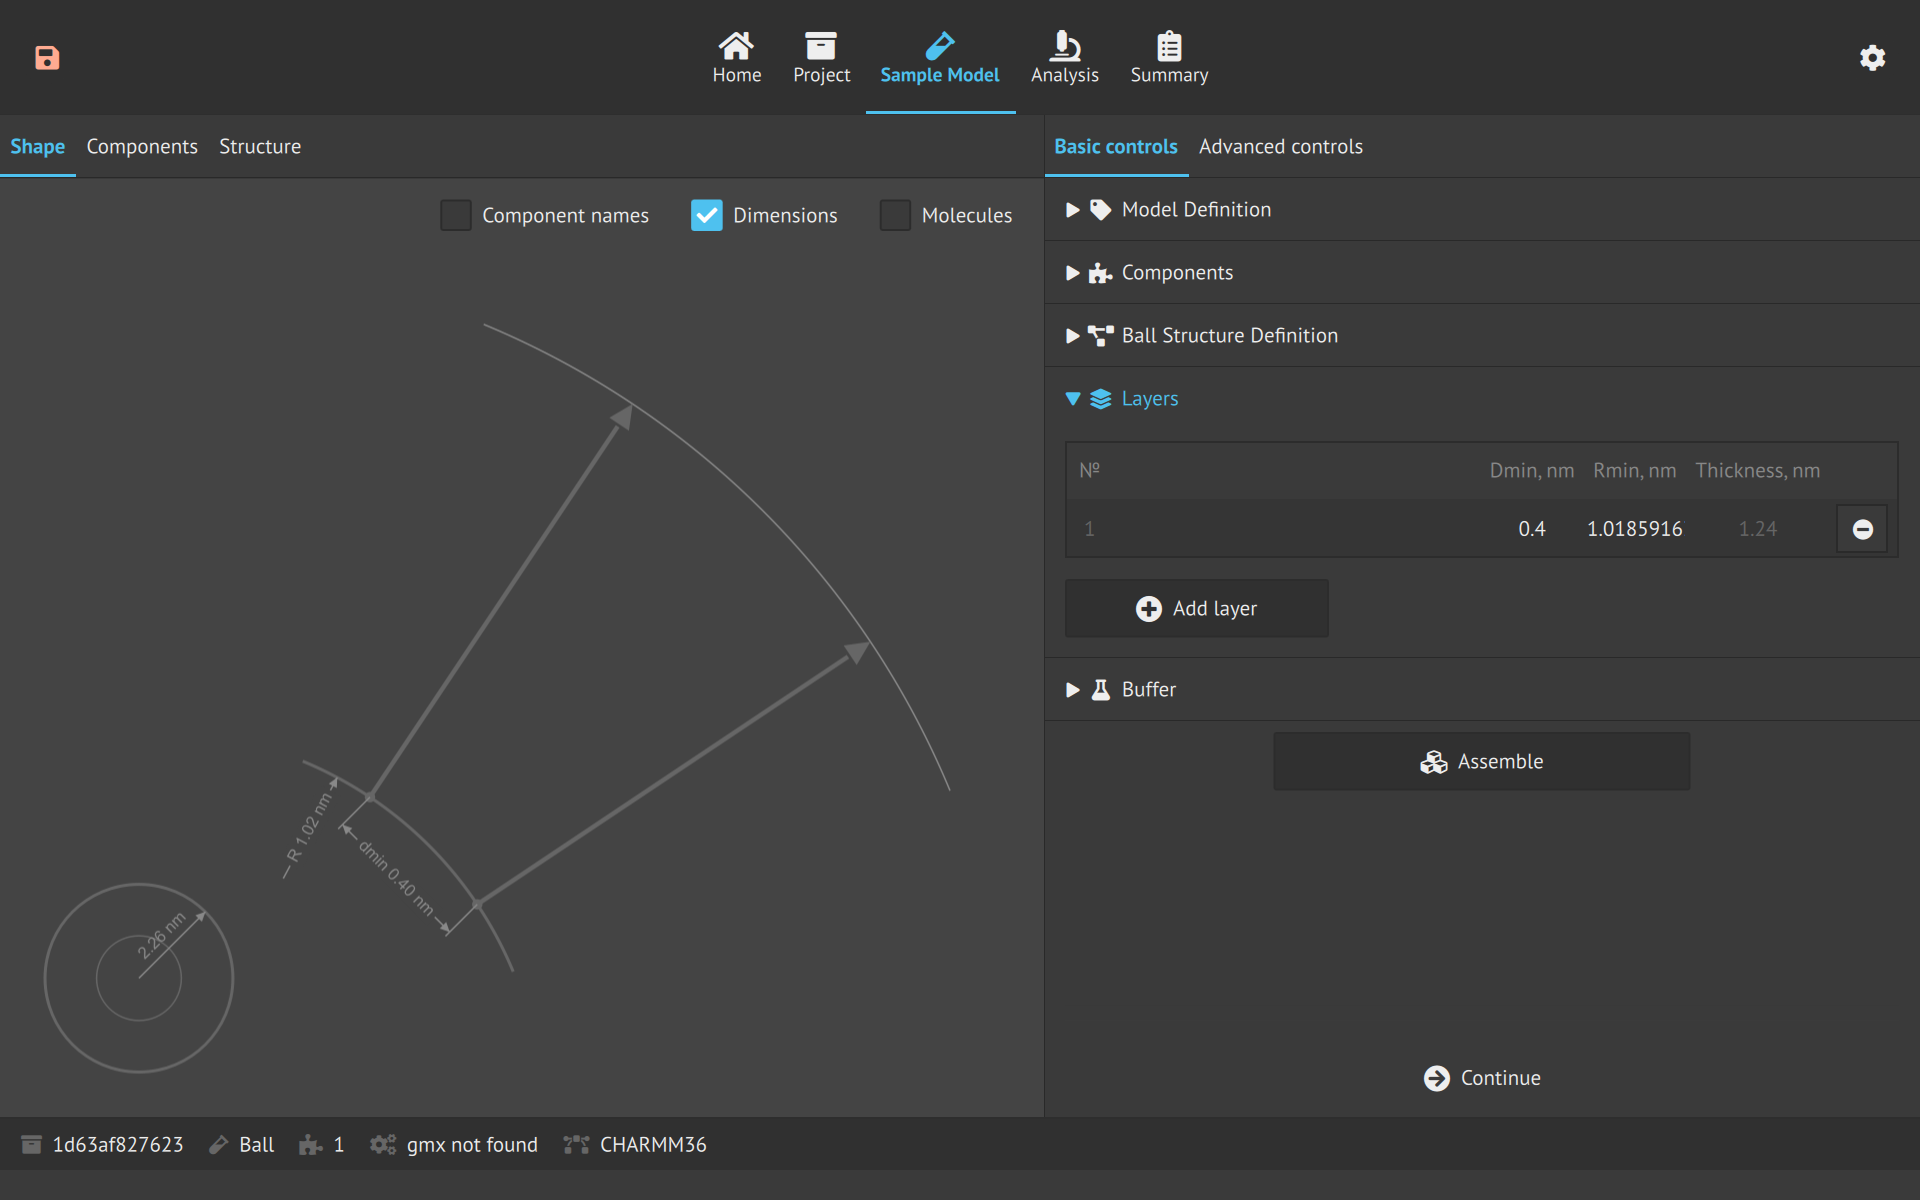 Home Project Sample Model Analysis Summary
Shape Components Structure
Component names Dimensions Molecules
R 1.02 nm
dmin 0.40 nm
2.26 nm
Basic controls Advanced controls
Model Definition
Components
Ball Structure Definition
Layers
№ Dmin, nm Rmin, nm Thickness, nm
1 0.4 1.0185916 1.24
Add layer
Buffer
Assemble
Continue
1d63af827623 Ball 1 gmx not found CHARMM36